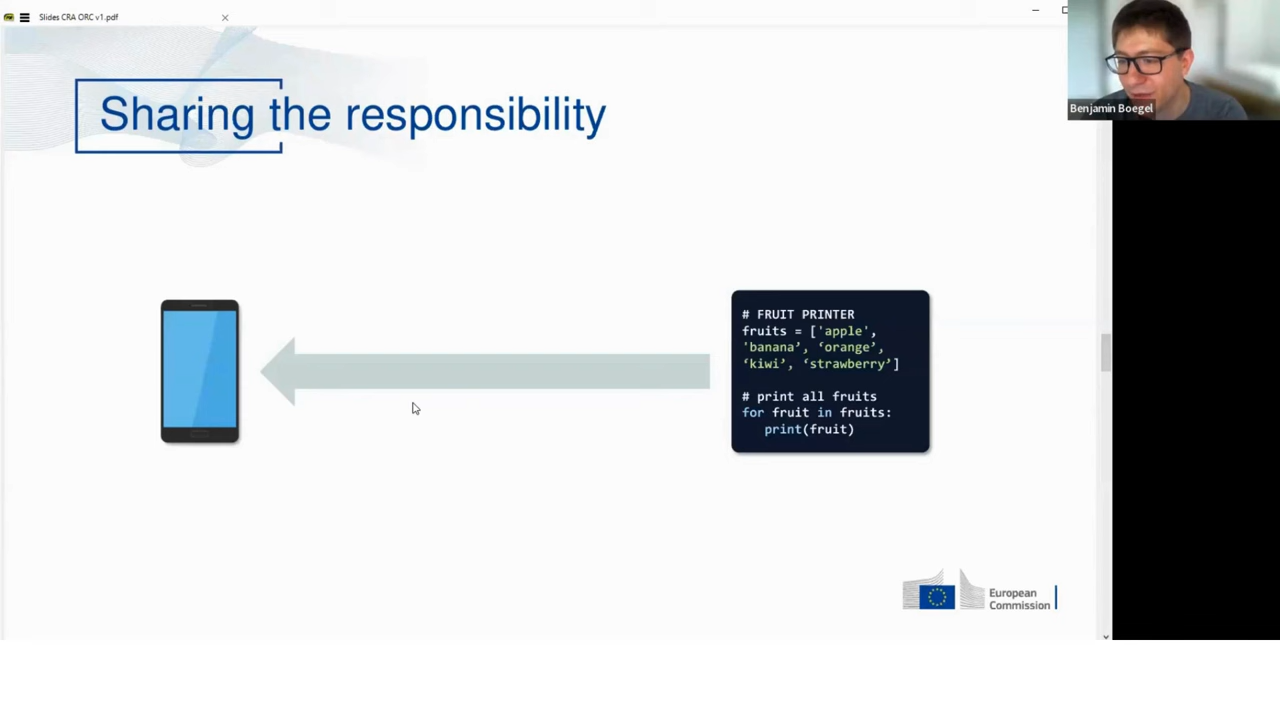 Slides CRA ORC v1.pdf
Benjamin Boegel
Sharing the responsibility
# FRUIT PRINTER
fruits = ['apple',
'banana’, ‘orange’,
‘kiwi’, ‘strawberry’]
# print all fruits
for fruit in fruits:
print(fruit)
European
Commission